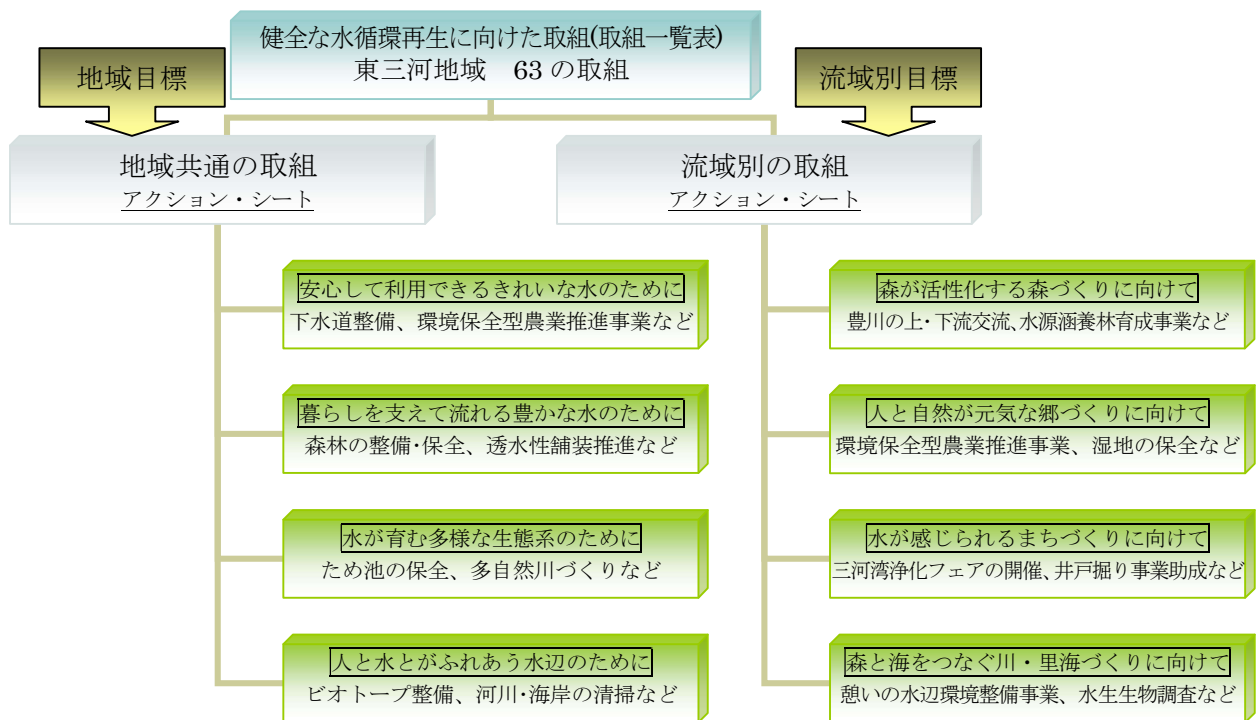 健全な水循環再生に向けた取組(取組一覧表)
東三河地域 63 の取組
地域目標
流域別目標
地域共通の取組
アクション・シート
流域別の取組
アクション・シート
安心して利用できるきれいな水のために
下水道整備、環境保全型農業推進事業など
暮らしを支えて流れる豊かな水のために
森林の整備・保全、透水性舗装推進など
水が育む多様な生態系のために
ため池の保全、多自然川づくりなど
人と水とがふれあう水辺のために
ビオトープ整備、河川・海岸の清掃など
森が活性化する森づくりに向けて
豊川の上・下流交流、水源涵養林育成事業など
人と自然が元気な郷づくりに向けて
環境保全型農業推進事業、湿地の保全など
水が感じられるまちづくりに向けて
三河湾浄化フェアの開催、井戸掘り事業助成など
森と海をつなぐ川・里海づくりに向けて
憩いの水辺環境整備事業、水生生物調査など